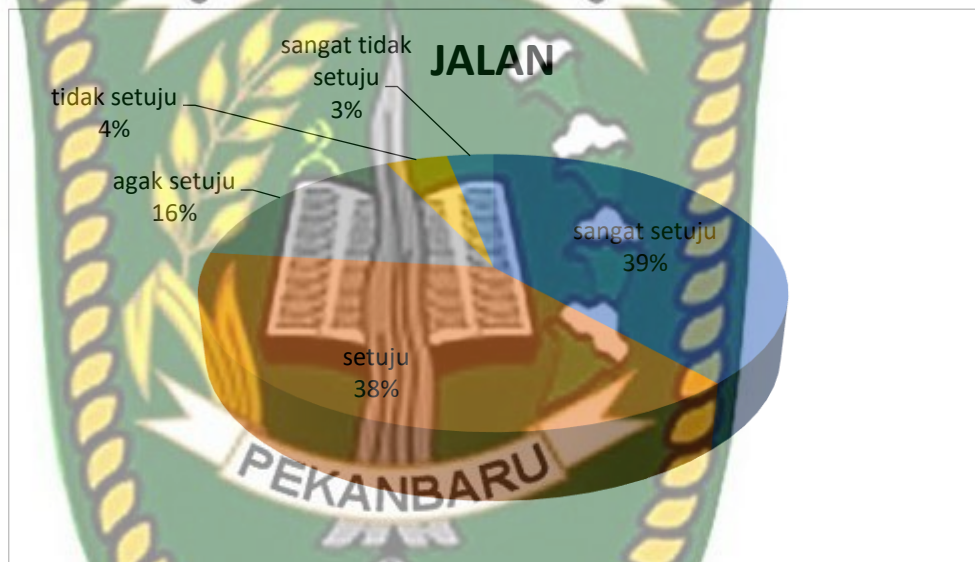 JALAN
sangat tidak
setuju
3%
tidak setuju
4%
agak setuju
16%
sangat setuju
39%
setuju
38%
PEKANBARU